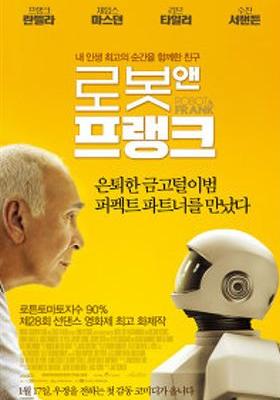 프랭크 제임스 리브 수잔
란젤라 마스던 타일러 서랜든
내 인생 최고의 순간을 함께한 친구
로봇앤
ROBOT & FRANK
프랭크
은퇴한 금고털이범
퍼펙트 파트너를 만났다
로튼토마토지수 90%
제28회 선댄스 영화제 최고 화제작
1월 17일, 우정을 전하는 첫 감동 코미디가 옵니다